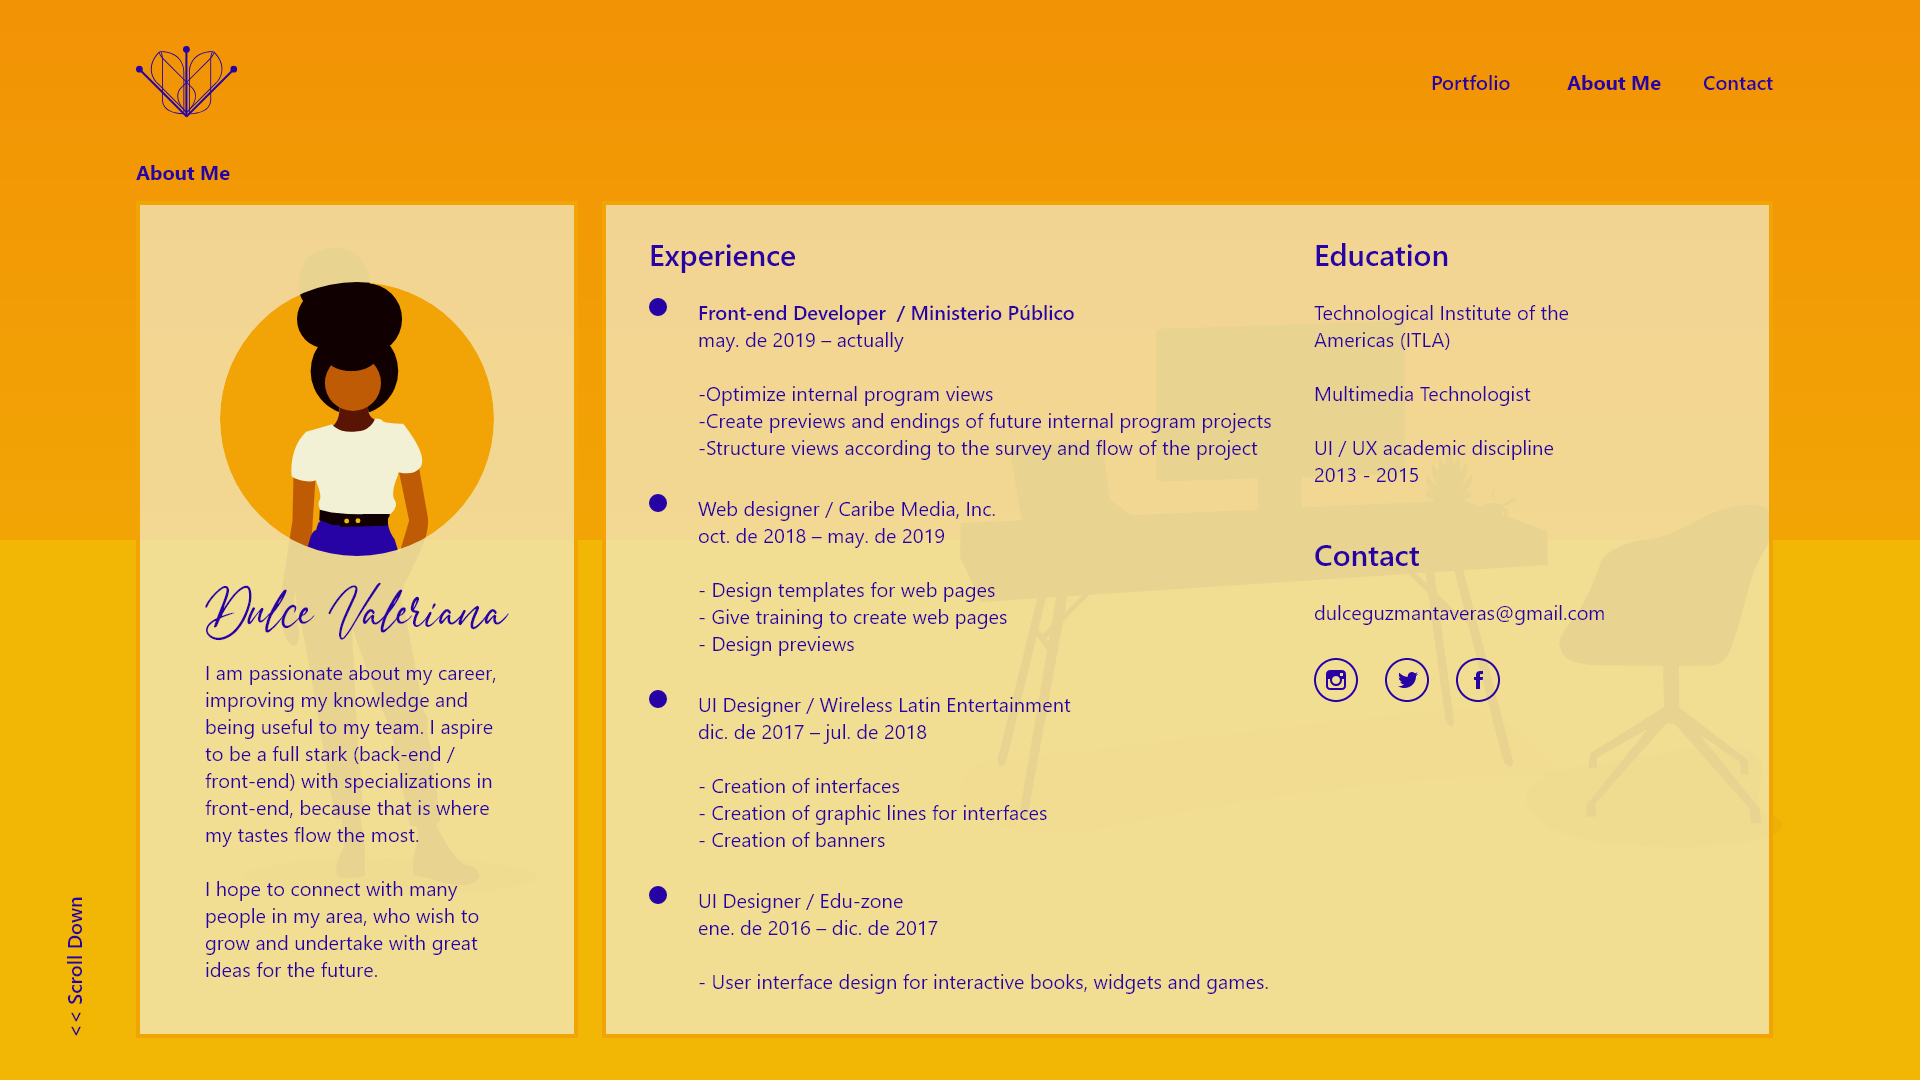 Portfolio
About Me
Contact
About Me
Dulce Valeriana
I am passionate about my career,
improving my knowledge and
being useful to my team. I aspire
to be a full stark (back-end /
front-end) with specializations in
front-end, because that is where
my tastes flow the most.
I hope to connect with many
people in my area, who wish to
grow and undertake with great
ideas for the future.
Experience
Front-end Developer / Ministerio Público
may. de 2019 – actually
-Optimize internal program views
-Create previews and endings of future internal program projects
-Structure views according to the survey and flow of the project
Web designer / Caribe Media, Inc.
oct. de 2018 – may. de 2019
- Design templates for web pages
- Give training to create web pages
- Design previews
UI Designer / Wireless Latin Entertainment
dic. de 2017 – jul. de 2018
- Creation of interfaces
- Creation of graphic lines for interfaces
- Creation of banners
UI Designer / Edu-zone
ene. de 2016 – dic. de 2017
- User interface design for interactive books, widgets and games.
Education
Technological Institute of the
Americas (ITLA)
Multimedia Technologist
UI / UX academic discipline
2013 - 2015
Contact
dulceguzmantaveras@gmail.com
< < Scroll Down